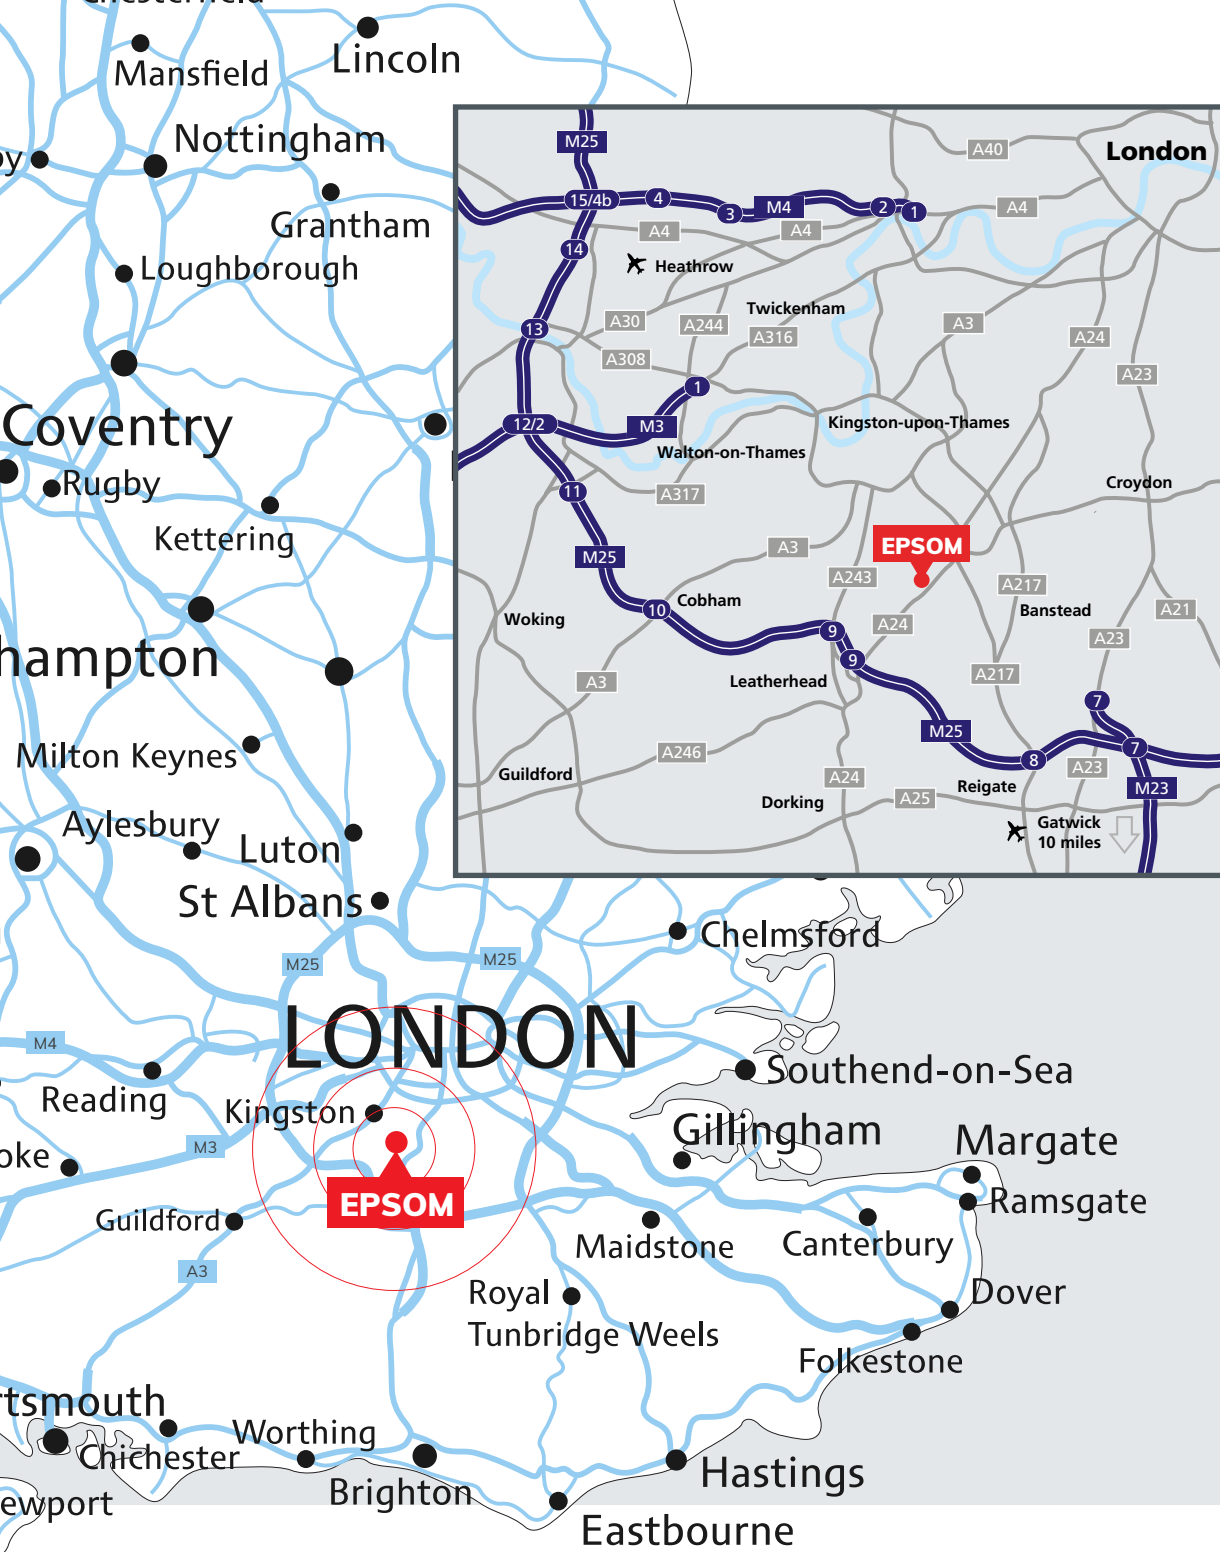 Chesterfield
Mansfield
Lincoln
Nottingham
Grantham
Loughborough
Coventry
Rugby
Kettering
hampton
Milton Keynes
Aylesbury
Luton
St Albans
Chelmsford
M25
M25
LONDON
M4
Reading
Kingston
M3
oke
EPSOM
Guildford
A3
Southend-on-Sea
Gillingham
Margate
Ramsgate
Maidstone
Canterbury
Royal
Tunbridge Weels
Dover
Folkestone
rtsmouth
Chichester
Worthing
Brighton
Hastings
ewport
Eastbourne
M25
A40
London
15/4b
4
3
M4
2
1
A4
A4
A4
14
Heathrow
13
A30
A244
Twickenham
A316
A3
A24
A308
A23
1
12/2
M3
Kingston-upon-Thames
Walton-on-Thames
11
A317
Croydon
M25
A3
EPSOM
A243
A217
10
Cobham
Banstead
A21
Woking
9
A24
A23
9
A3
Leatherhead
A217
7
M25
A246
7
8
A23
Guildford
A24
Reigate
M23
Dorking
A25
Gatwick
10 miles
y